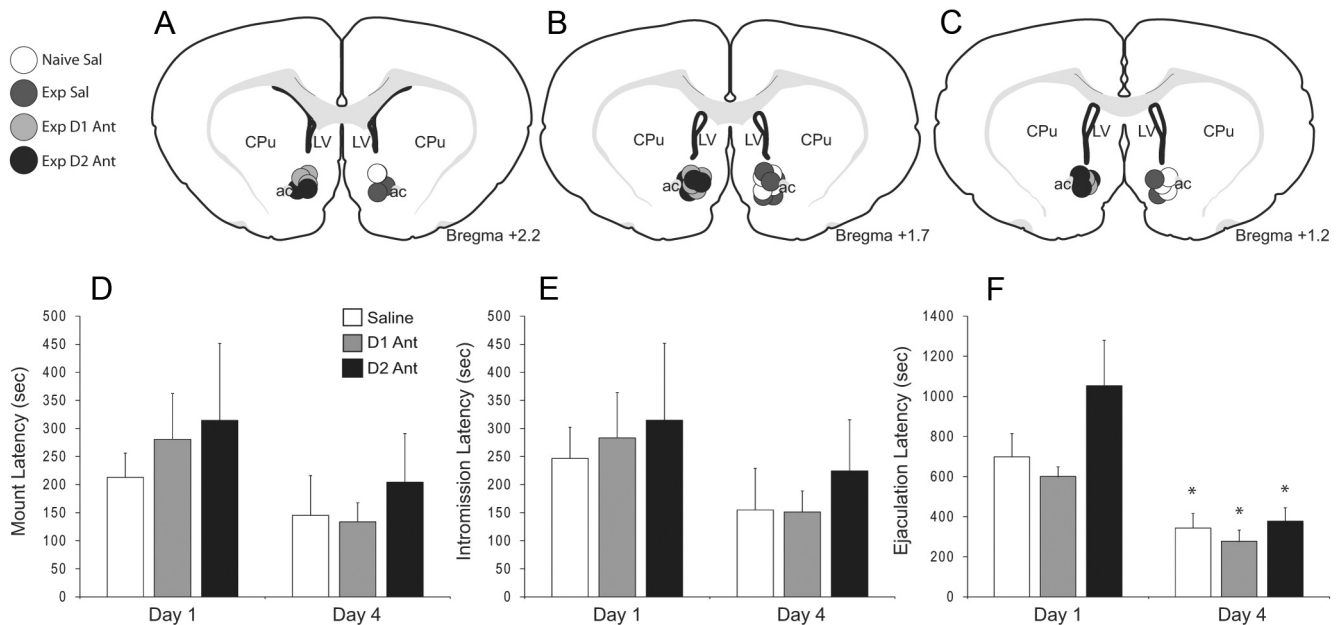 A
B
C
Naive Sal
Exp Sal
Exp D1 Ant
Exp D2 Ant
CPu LV LV CPu
ac ac
Bregma +2.2
CPu LV LV CPu
ac ac
Bregma +1.7
CPu LV LV CPu
ac ac
Bregma +1.2
D
Mount Latency (sec)
500
450
400
350
300
250
200
150
100
50
0
Saline
D1 Ant
D2 Ant
Day 1 Day 4
E
Intromission Latency (sec)
500
450
400
350
300
250
200
150
100
50
0
Day 1 Day 4
F
Ejaculation Latency (sec)
1400
1200
1000
800
600
400
200
0
* * *
Day 1 Day 4